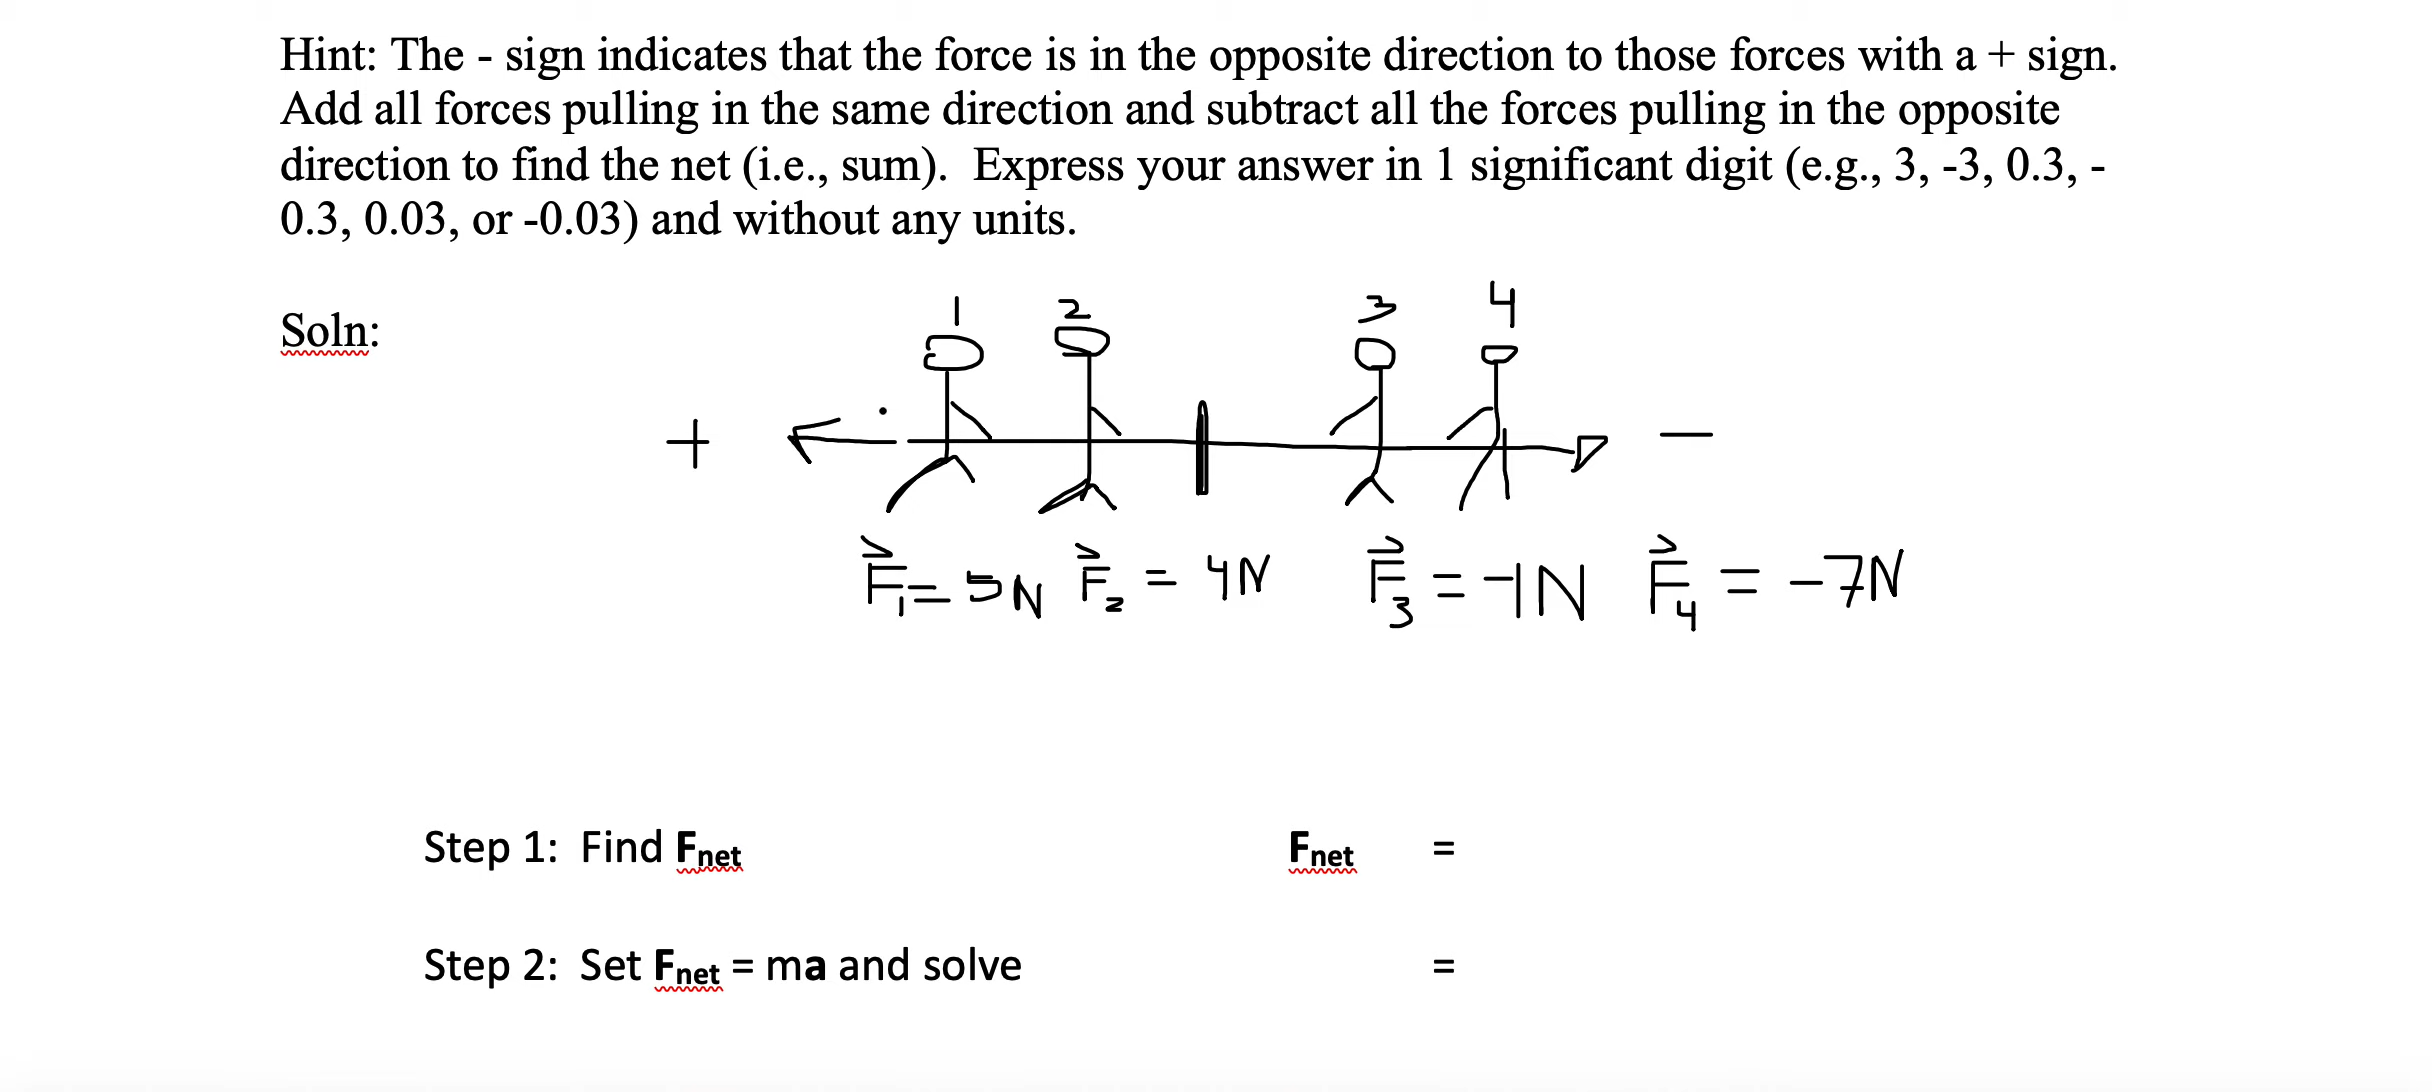 Hint: The - sign indicates that the force is in the opposite direction to those forces with a + sign.
Add all forces pulling in the same direction and subtract all the forces pulling in the opposite
direction to find the net (i.e., sum).  Express your answer in 1 significant digit (e.g., 3, -3, 0.3, -
0.3, 0.03, or -0.03) and without any units.
Soln:
1 2 3 4
+ −
F⃗₁ = 5N F⃗₂ = 4N F⃗₃ = -1N F⃗₄ = -7N
Step 1:  Find Fnet Fnet =
Step 2:  Set Fnet = ma and solve =